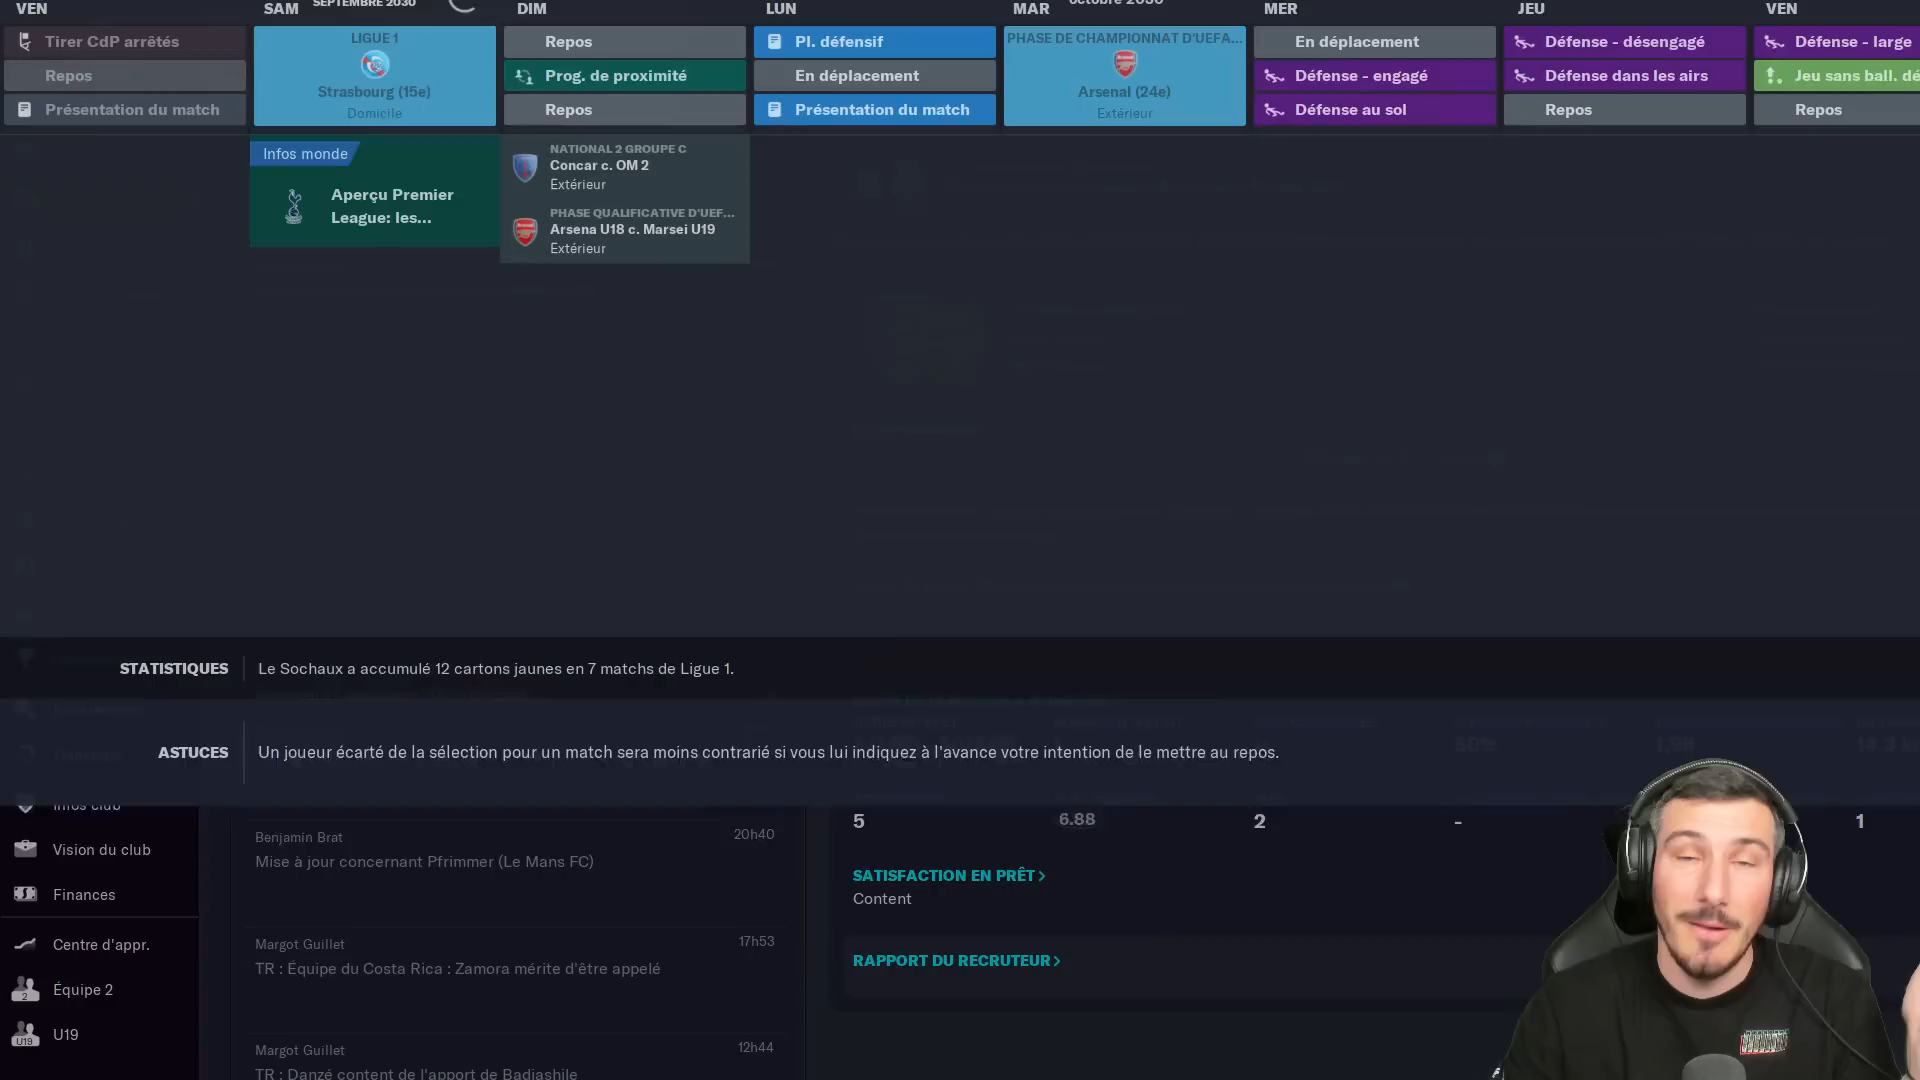 VEN
SAM
SEPTEMBRE 2030
DIM
LUN
MAR
octobre 2030
MER
JEU
VEN
Tirer CdP arrêtés
Repos
Présentation du match
LIGUE 1
Strasbourg (15e)
Domicile
Repos
Prog. de proximité
Repos
Pl. défensif
En déplacement
Présentation du match
PHASE DE CHAMPIONNAT D'UEFA...
Arsenal (24e)
Extérieur
En déplacement
Défense - engagé
Défense au sol
Défense - désengagé
Défense dans les airs
Repos
Défense - large
Jeu sans ball. dé
Repos
Infos monde
Aperçu Premier
League: les...
NATIONAL 2 GROUPE C
Concar c. OM 2
Extérieur
PHASE QUALIFICATIVE D'UEF...
Arsena U18 c. Marsei U19
Extérieur
STATISTIQUES
Le Sochaux a accumulé 12 cartons jaunes en 7 matchs de Ligue 1.
ASTUCES
Un joueur écarté de la sélection pour un match sera moins contrarié si vous lui indiquez à l'avance votre intention de le mettre au repos.
Infos club
Vision du club
Finances
Centre d'appr.
2
Équipe 2
U19
U19
Benjamin Brat
20h40
Mise à jour concernant Pfrimmer (Le Mans FC)
Margot Guillet
17h53
TR : Équipe du Costa Rica : Zamora mérite d'être appelé
Margot Guillet
12h44
TR : Danzé content de l'apport de Badiashile
5
6.88
2
-
1
SATISFACTION EN PRÊT
Content
RAPPORT DU RECRUTEUR